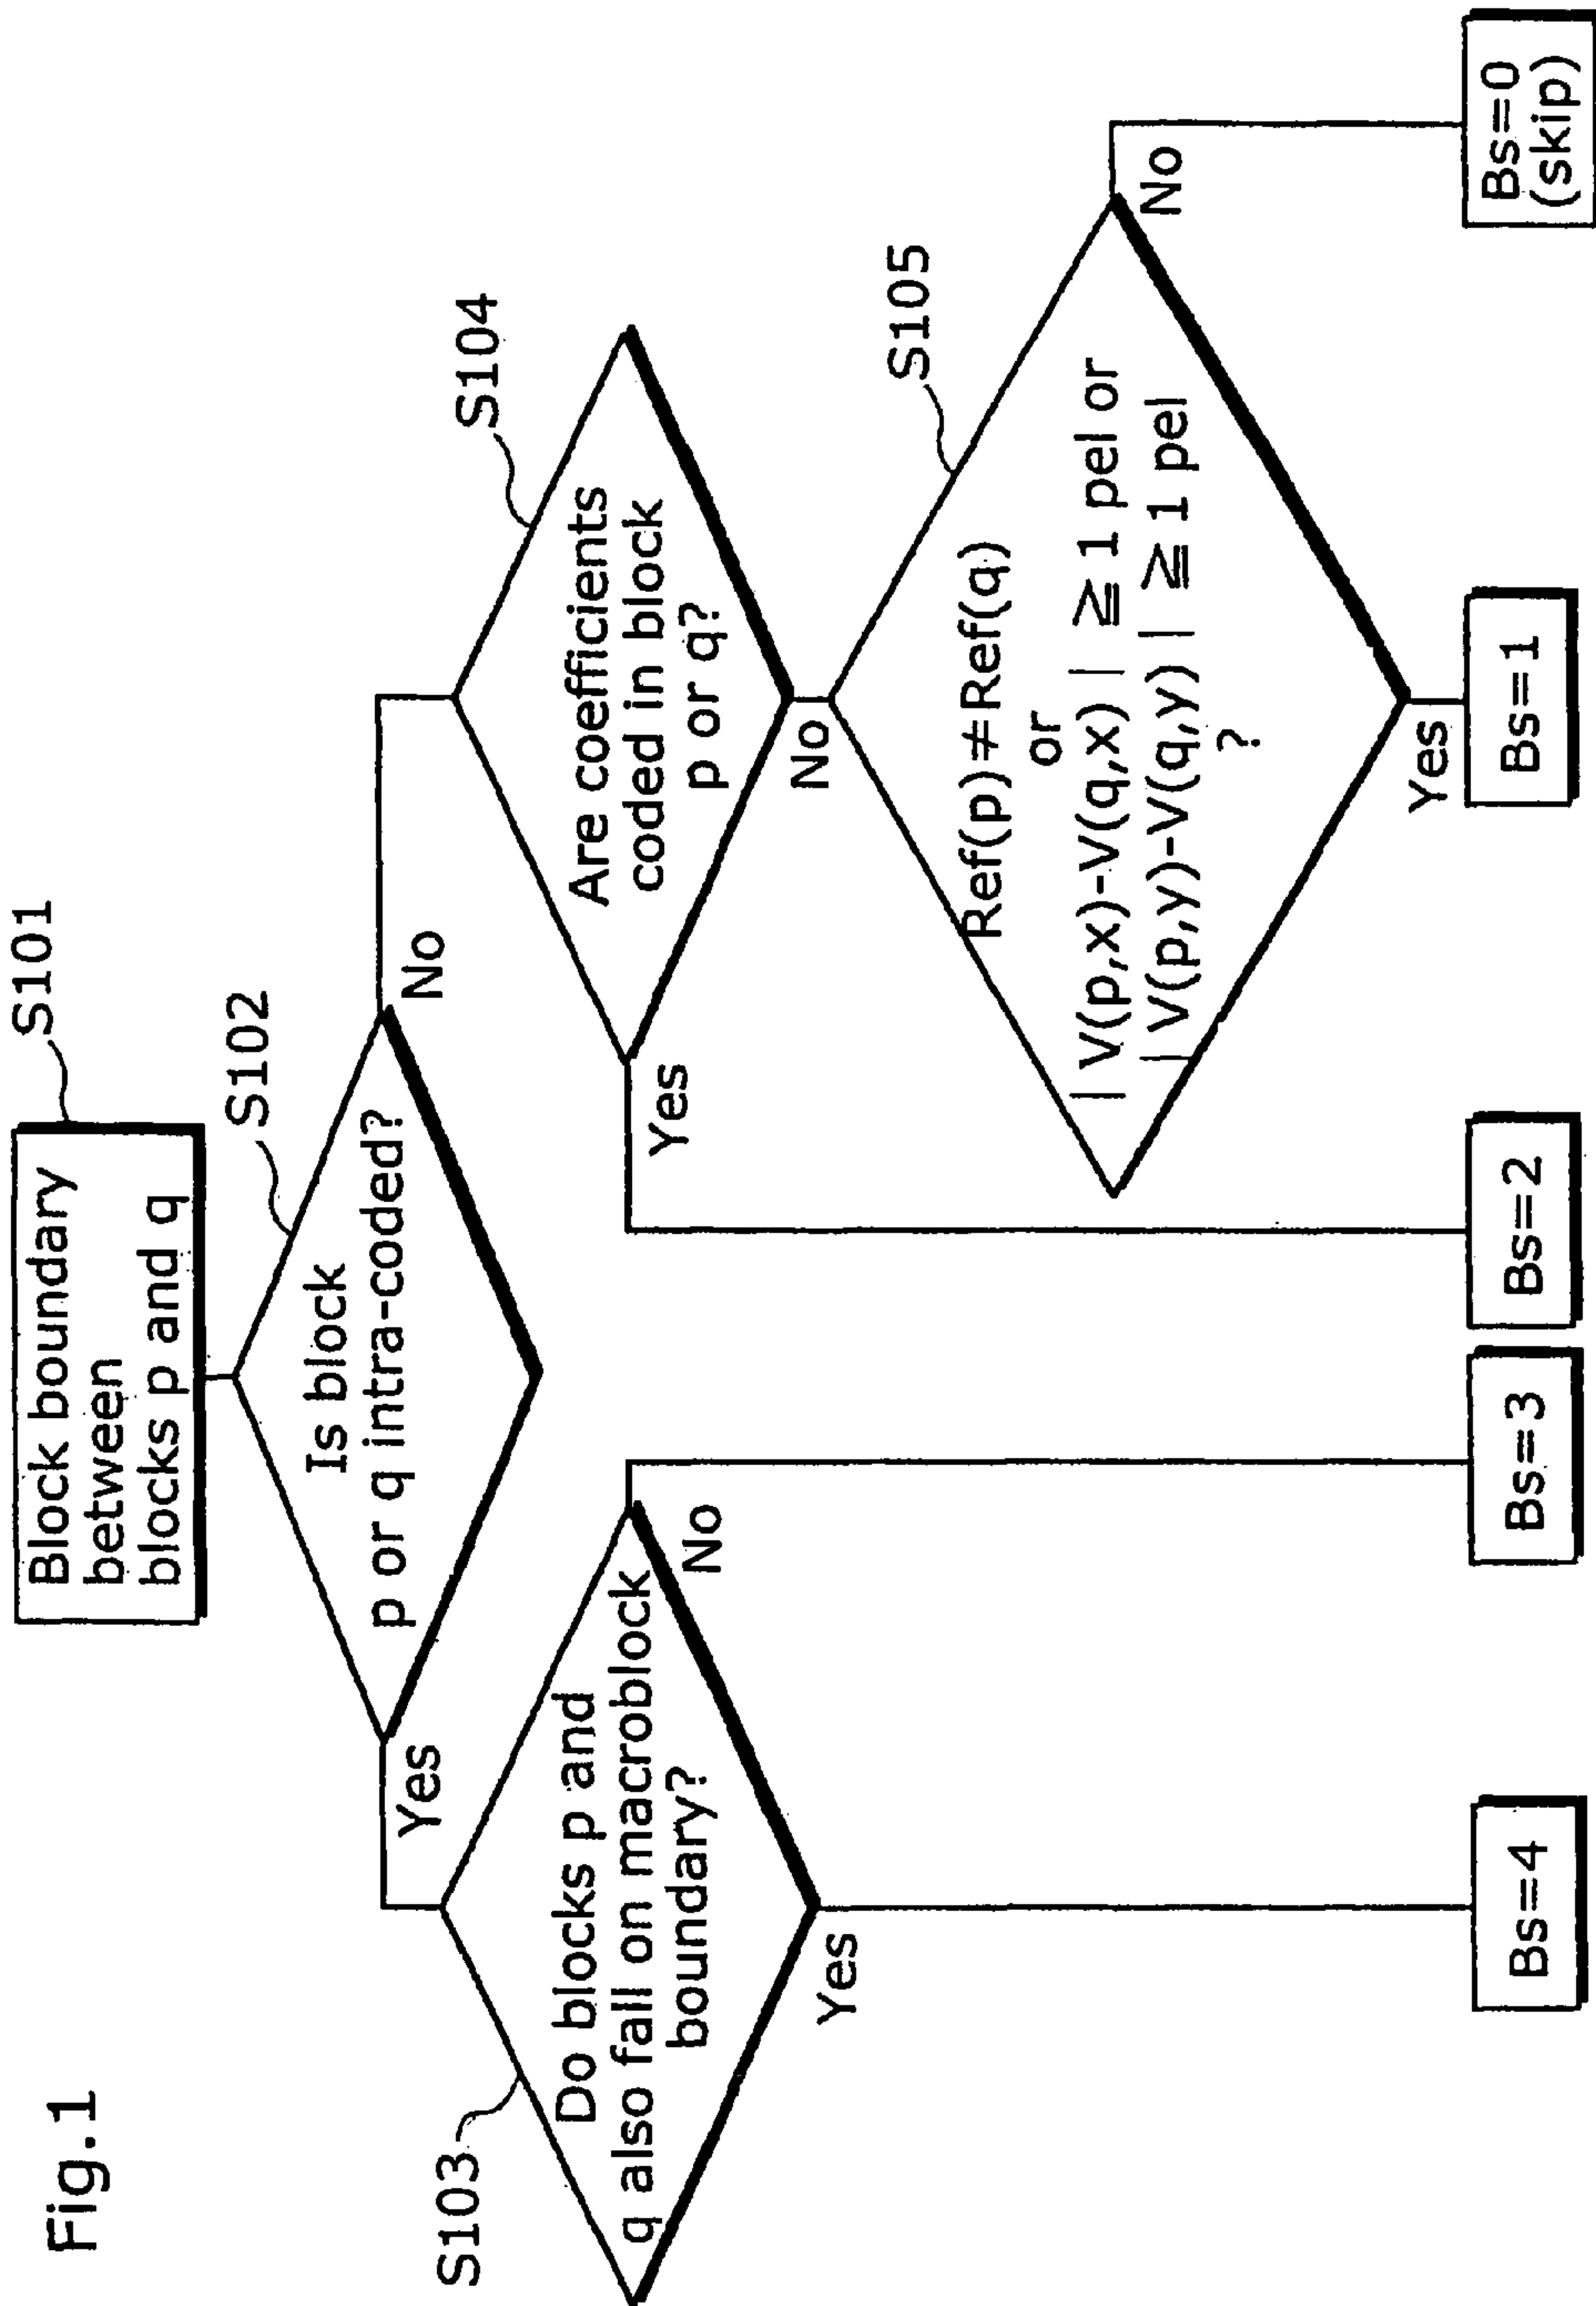 Fig.1
S101
Block boundary
between
blocks p and q
S102
Is block
p or q intra-coded?
Yes
No
S103
Do blocks p and
q also fall on macroblock
boundary?
No
Yes
S104
Are coefficients
coded in block
p or q?
Yes
No
S105
Ref(p)≠Ref(q)
or
|V(p,x)-V(q,x)| ≧1 pel or
|V(p,y)-V(q,y)| ≧1 pel
?
No
Yes
Bs=4
Bs=3
Bs=2
Bs=1
Bs=0
(skip)